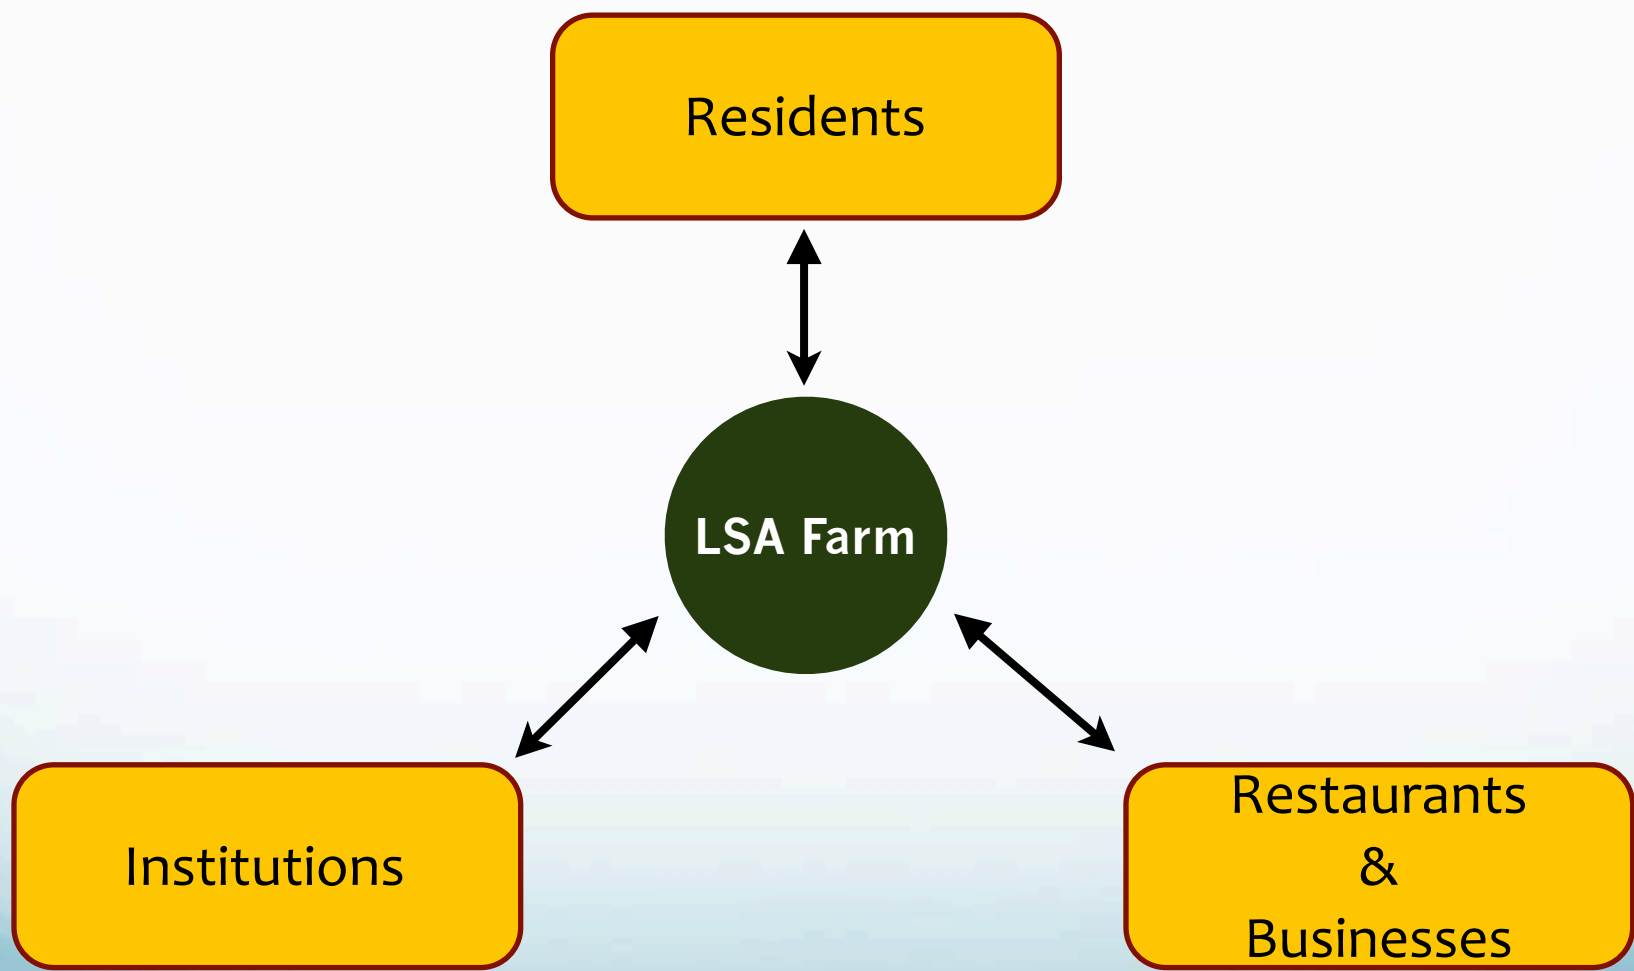 Residents
LSA Farm
Institutions
Restaurants
&
Businesses